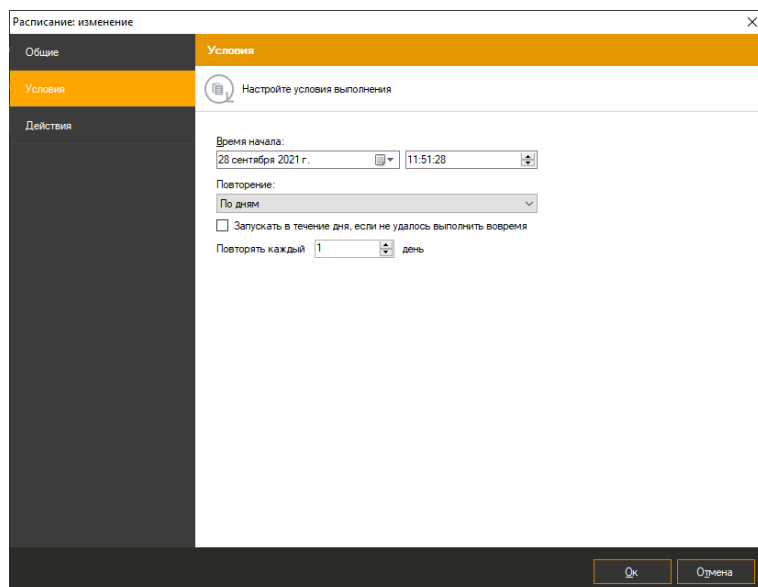 Расписание: изменение
Общие
Условия
Действия
Условия
Настройте условия выполнения
Время начала:
28 сентября 2021 г. 11:51:28
Повторение:
По дням
Запускать в течение дня, если не удалось выполнить вовремя
Повторять каждый 1 день
Ок Отмена